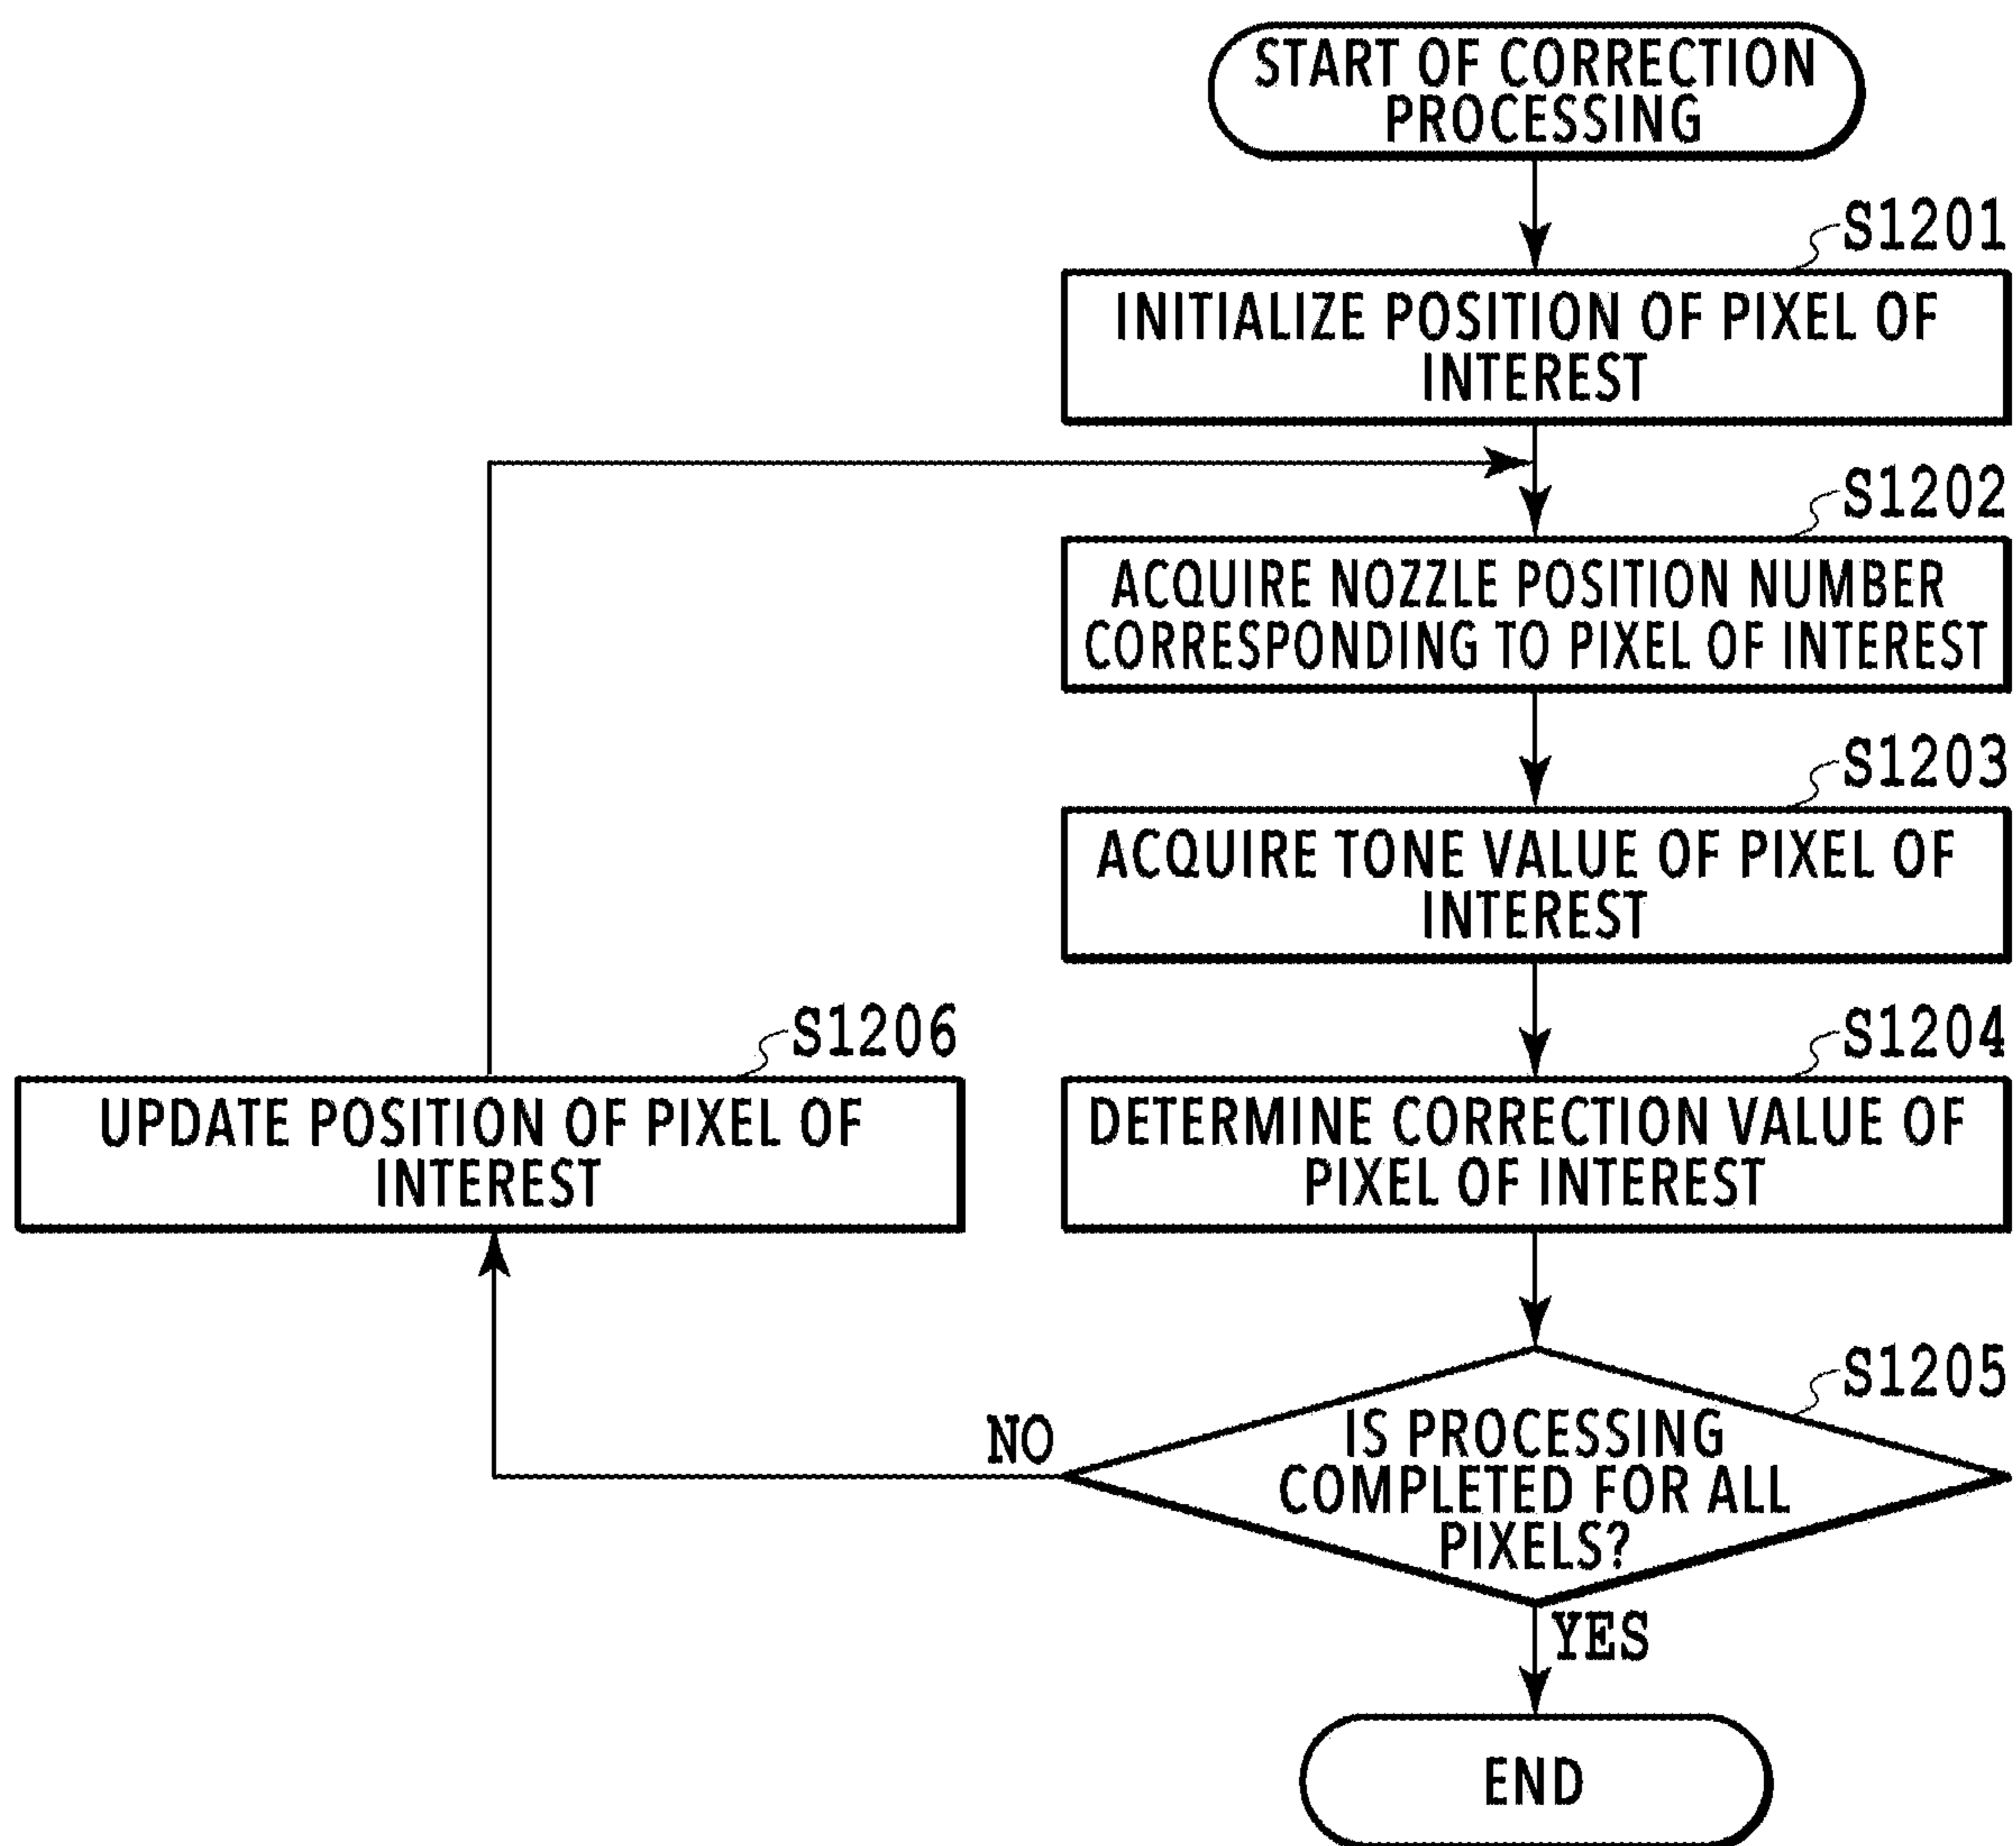 START OF CORRECTION
PROCESSING
S1201
INITIALIZE POSITION OF PIXEL OF
INTEREST
S1202
ACQUIRE NOZZLE POSITION NUMBER
CORRESPONDING TO PIXEL OF INTEREST
S1203
ACQUIRE TONE VALUE OF PIXEL OF
INTEREST
S1206
UPDATE POSITION OF PIXEL OF
INTEREST
S1204
DETERMINE CORRECTION VALUE OF
PIXEL OF INTEREST
S1205
NO
IS PROCESSING
COMPLETED FOR ALL
PIXELS?
YES
END